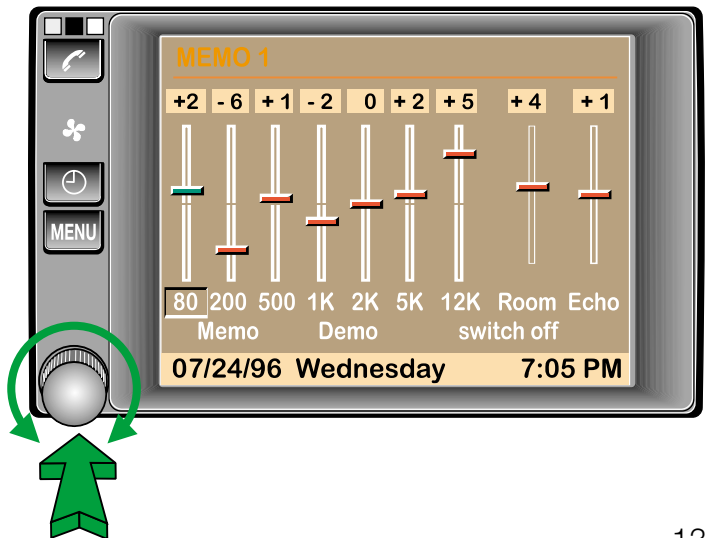 MEMO 1
+2 - 6 + 1 - 2 0 + 2 + 5 + 4 + 1
MENU
80 200 500 1K 2K 5K 12K Room Echo
Memo Demo switch off
07/24/96 Wednesday 7:05 PM